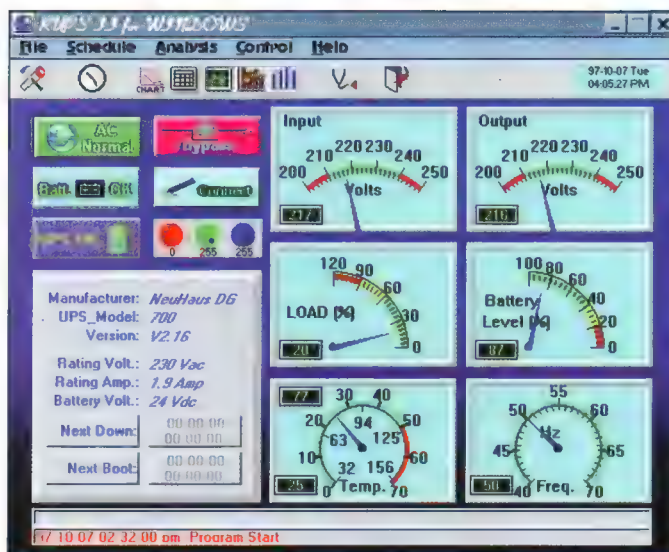 RUPS II for WINDOWS
File Schedule Analysis Control Help
CHART
97-10-07 Tue
04:05:27 PM
AC
Normal
Bypass
Batt. OK
Connect
0 255 255
Manufacturer: NeuHaus DG
UPS_Model: 700
Version: V2.16
Rating Volt.: 230 Vac
Rating Amp.: 1.9 Amp
Battery Volt.: 24 Vdc
Next Down: 00:00:00
00:00:00
Next Boot: 00:00:00
00:00:00
Input
200 210 220 230 240 250
Volts
217
Output
200 210 220 230 240 250
Volts
216
120 90 60 30 0
LOAD (%)
20
100 80 60 40 20 0
Battery
Level (%)
87
77
0 10 20 30 40 50 60 70
32 63 94 125 156
25
Temp.
40 45 50 55 60 65 70
Hz
50
Freq.
97-10-07 02:32:00 pm Program Start